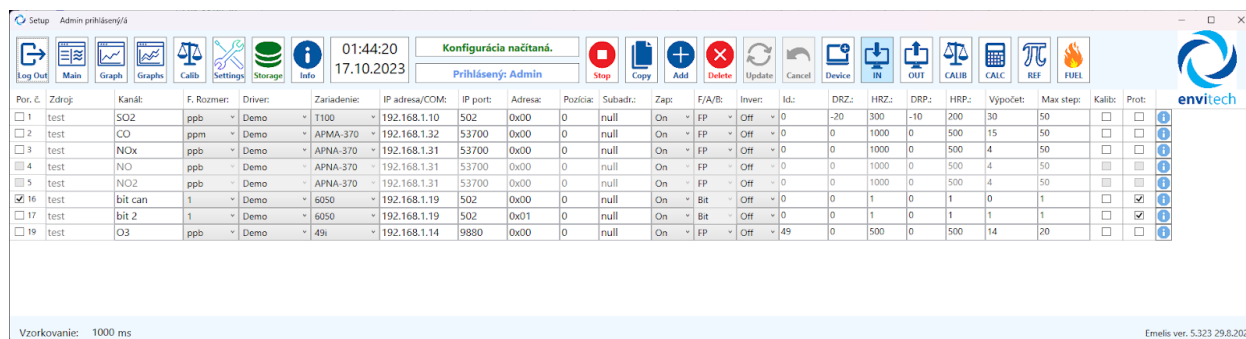 Setup Admin prihlásený/á
01:44:20 Konfigurácia načítaná.
17.10.2023 Prihlásený: Admin
Log Out Main Graph Graphs Calib Settings Storage Info Stop Copy Add Delete Update Cancel Device IN OUT CALIB CALC REF FUEL
envitech
Por. č. Zdroj: Kanál: F. Rozmer: Driver: Zariadenie: IP adresa/COM: IP port: Adresa: Pozícia: Subadr.: Zap: F/A/B: Inver: Id.: DRZ.: HRZ.: DRP.: HRP.: Výpočet: Max step: Kalib: Prot:
1 test SO2 ppb Demo T100 192.168.1.10 502 0x00 0 null On FP Off 0 -20 300 -10 200 30 50
2 test CO ppm Demo APMA-370 192.168.1.32 53700 0x00 0 null On FP Off 0 0 1000 0 500 15 50
3 test NOx ppb Demo APNA-370 192.168.1.31 53700 0x00 0 null On FP Off 0 0 1000 0 500 4 50
4 test NO ppb Demo APNA-370 192.168.1.31 53700 0x00 0 null On FP Off 0 0 1000 0 500 4 50
5 test NO2 ppb Demo APNA-370 192.168.1.31 53700 0x00 0 null On FP Off 0 0 1000 0 500 4 50
16 test bit can 1 Demo 6050 192.168.1.19 502 0x00 0 null On Bit Off 0 0 1 0 1 0 1
17 test bit 2 1 Demo 6050 192.168.1.19 502 0x01 0 null On Bit Off 0 0 1 0 1 1 1
19 test O3 ppb Demo 49i 192.168.1.14 9880 0x00 0 null On FP Off 49 0 500 0 500 14 20
Vzorkovanie: 1000 ms
Emelis ver. 5.323 29.8.202